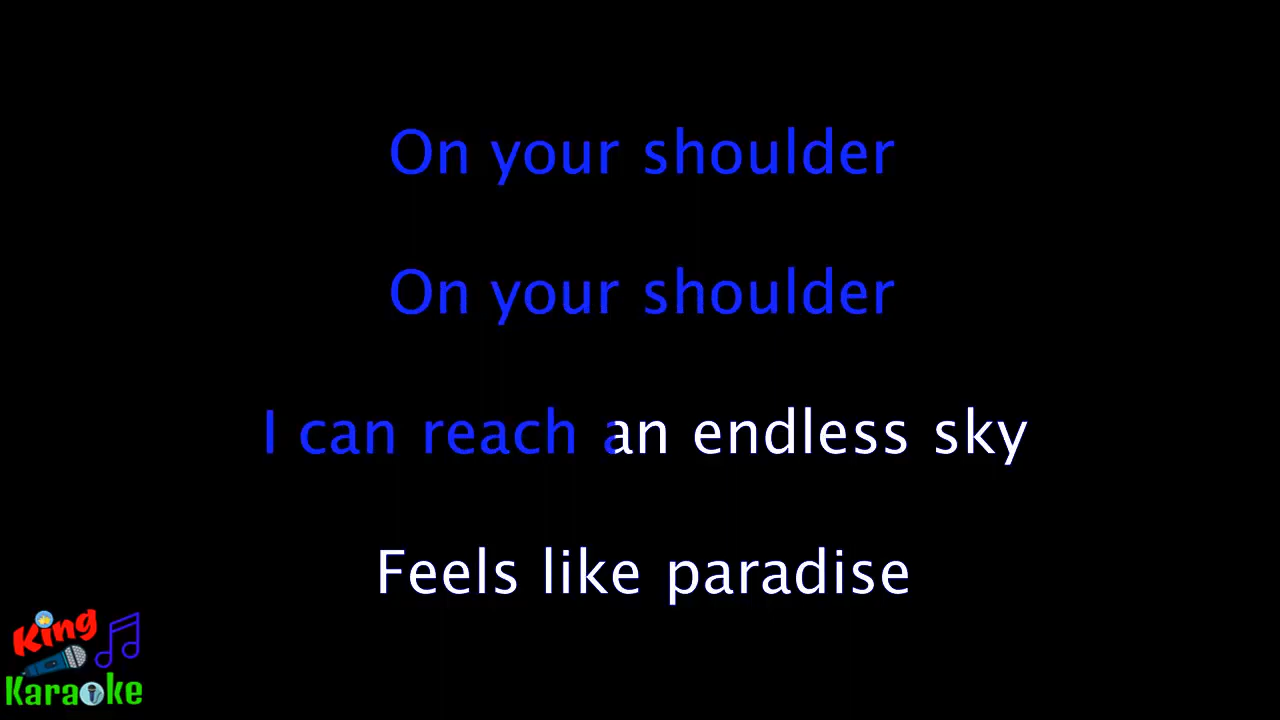 On your shoulder
On your shoulder
I can reach an endless sky
Feels like paradise
King
Karaoke